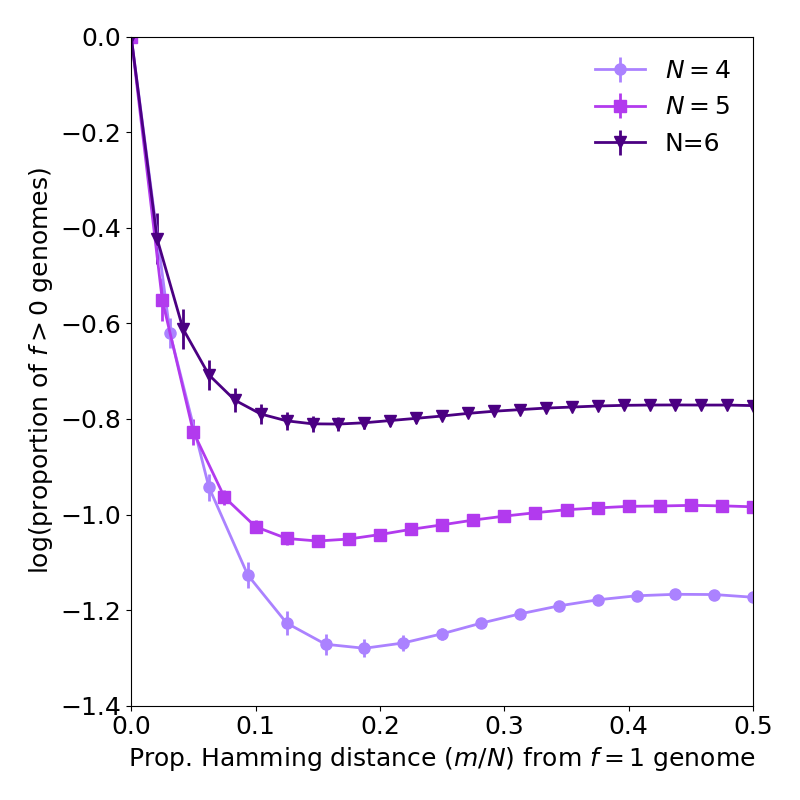 N = 4
N = 5
N=6
log(proportion of f > 0 genomes)
0.0
−0.2
−0.4
−0.6
−0.8
−1.0
−1.2
−1.4
0.0 0.1 0.2 0.3 0.4 0.5
Prop. Hamming distance (m/N) from f = 1 genome